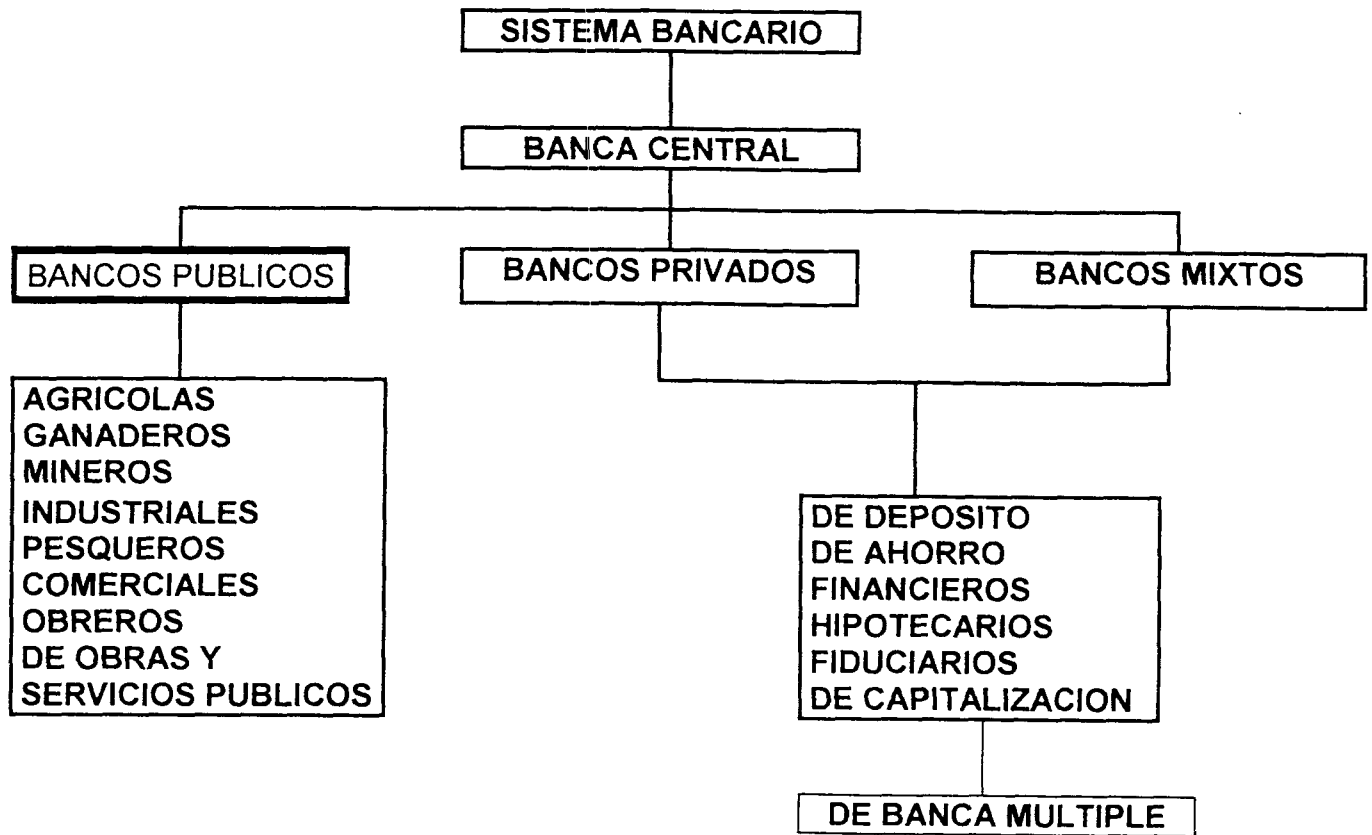 SISTEMA BANCARIO
BANCA CENTRAL
BANCOS PUBLICOS
BANCOS PRIVADOS
BANCOS MIXTOS
AGRICOLAS
GANADEROS
MINEROS
INDUSTRIALES
PESQUEROS
COMERCIALES
OBREROS
DE OBRAS Y
SERVICIOS PUBLICOS
DE DEPOSITO
DE AHORRO
FINANCIEROS
HIPOTECARIOS
FIDUCIARIOS
DE CAPITALIZACION
DE BANCA MULTIPLE